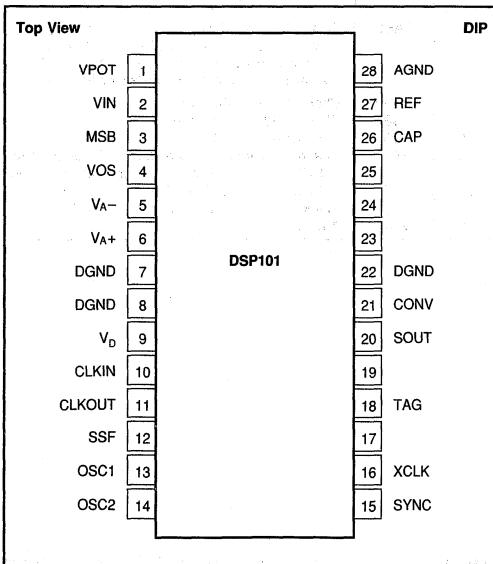 Top View DIP
VPOT 1 28 AGND
VIN 2 27 REF
MSB 3 26 CAP
VOS 4 25
VA− 5 24
VA+ 6 23
DGND 7 DSP101 22 DGND
DGND 8 21 CONV
VD 9 20 SOUT
CLKIN 10 19
CLKOUT 11 18 TAG
SSF 12 17
OSC1 13 16 XCLK
OSC2 14 15 SYNC